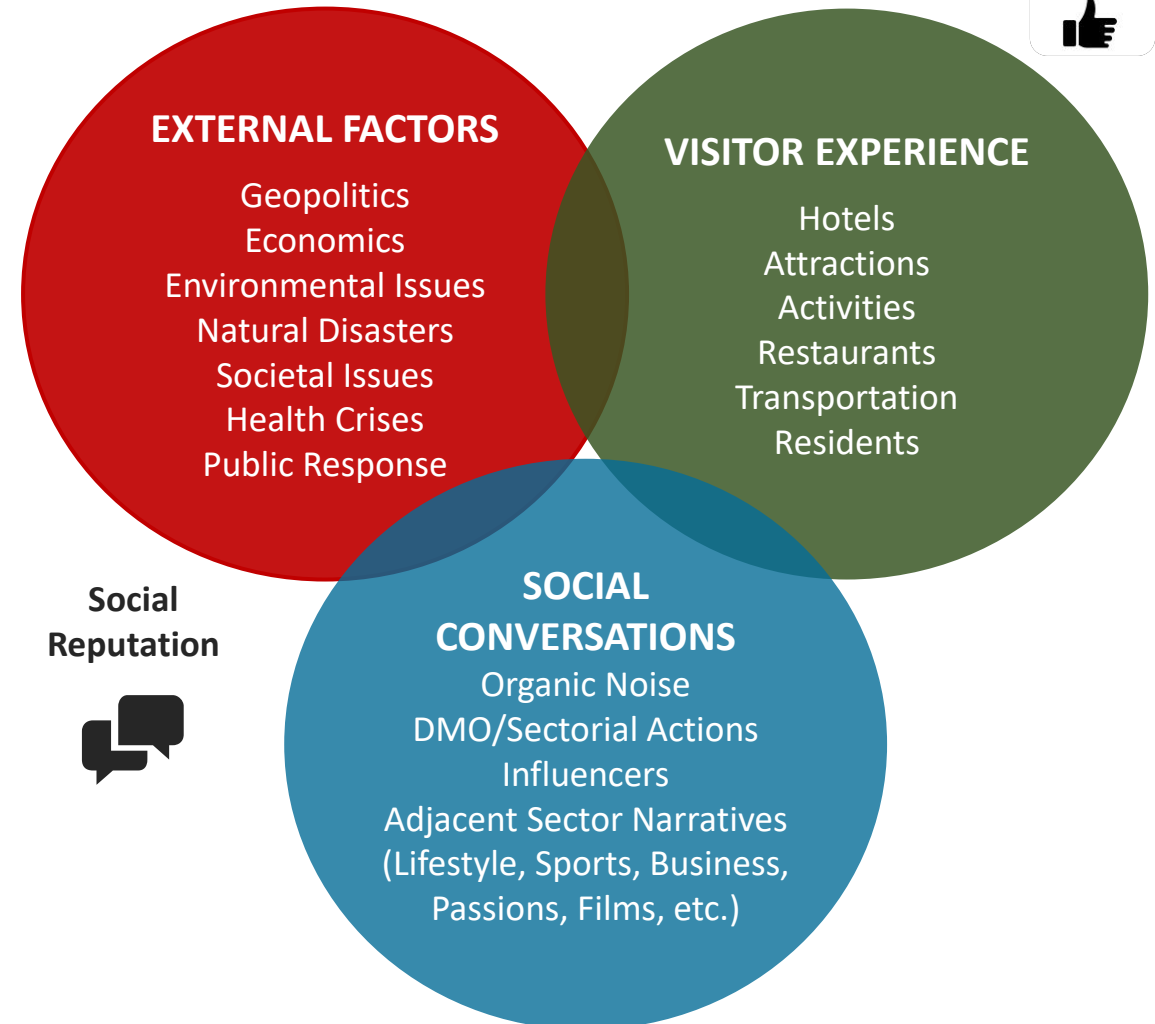 EXTERNAL FACTORS
Geopolitics
Economics
Environmental Issues
Natural Disasters
Societal Issues
Health Crises
Public Response
VISITOR EXPERIENCE
Hotels
Attractions
Activities
Restaurants
Transportation
Residents
Social
Reputation
SOCIAL
CONVERSATIONS
Organic Noise
DMO/Sectorial Actions
Influencers
Adjacent Sector Narratives
(Lifestyle, Sports, Business,
Passions, Films, etc.)